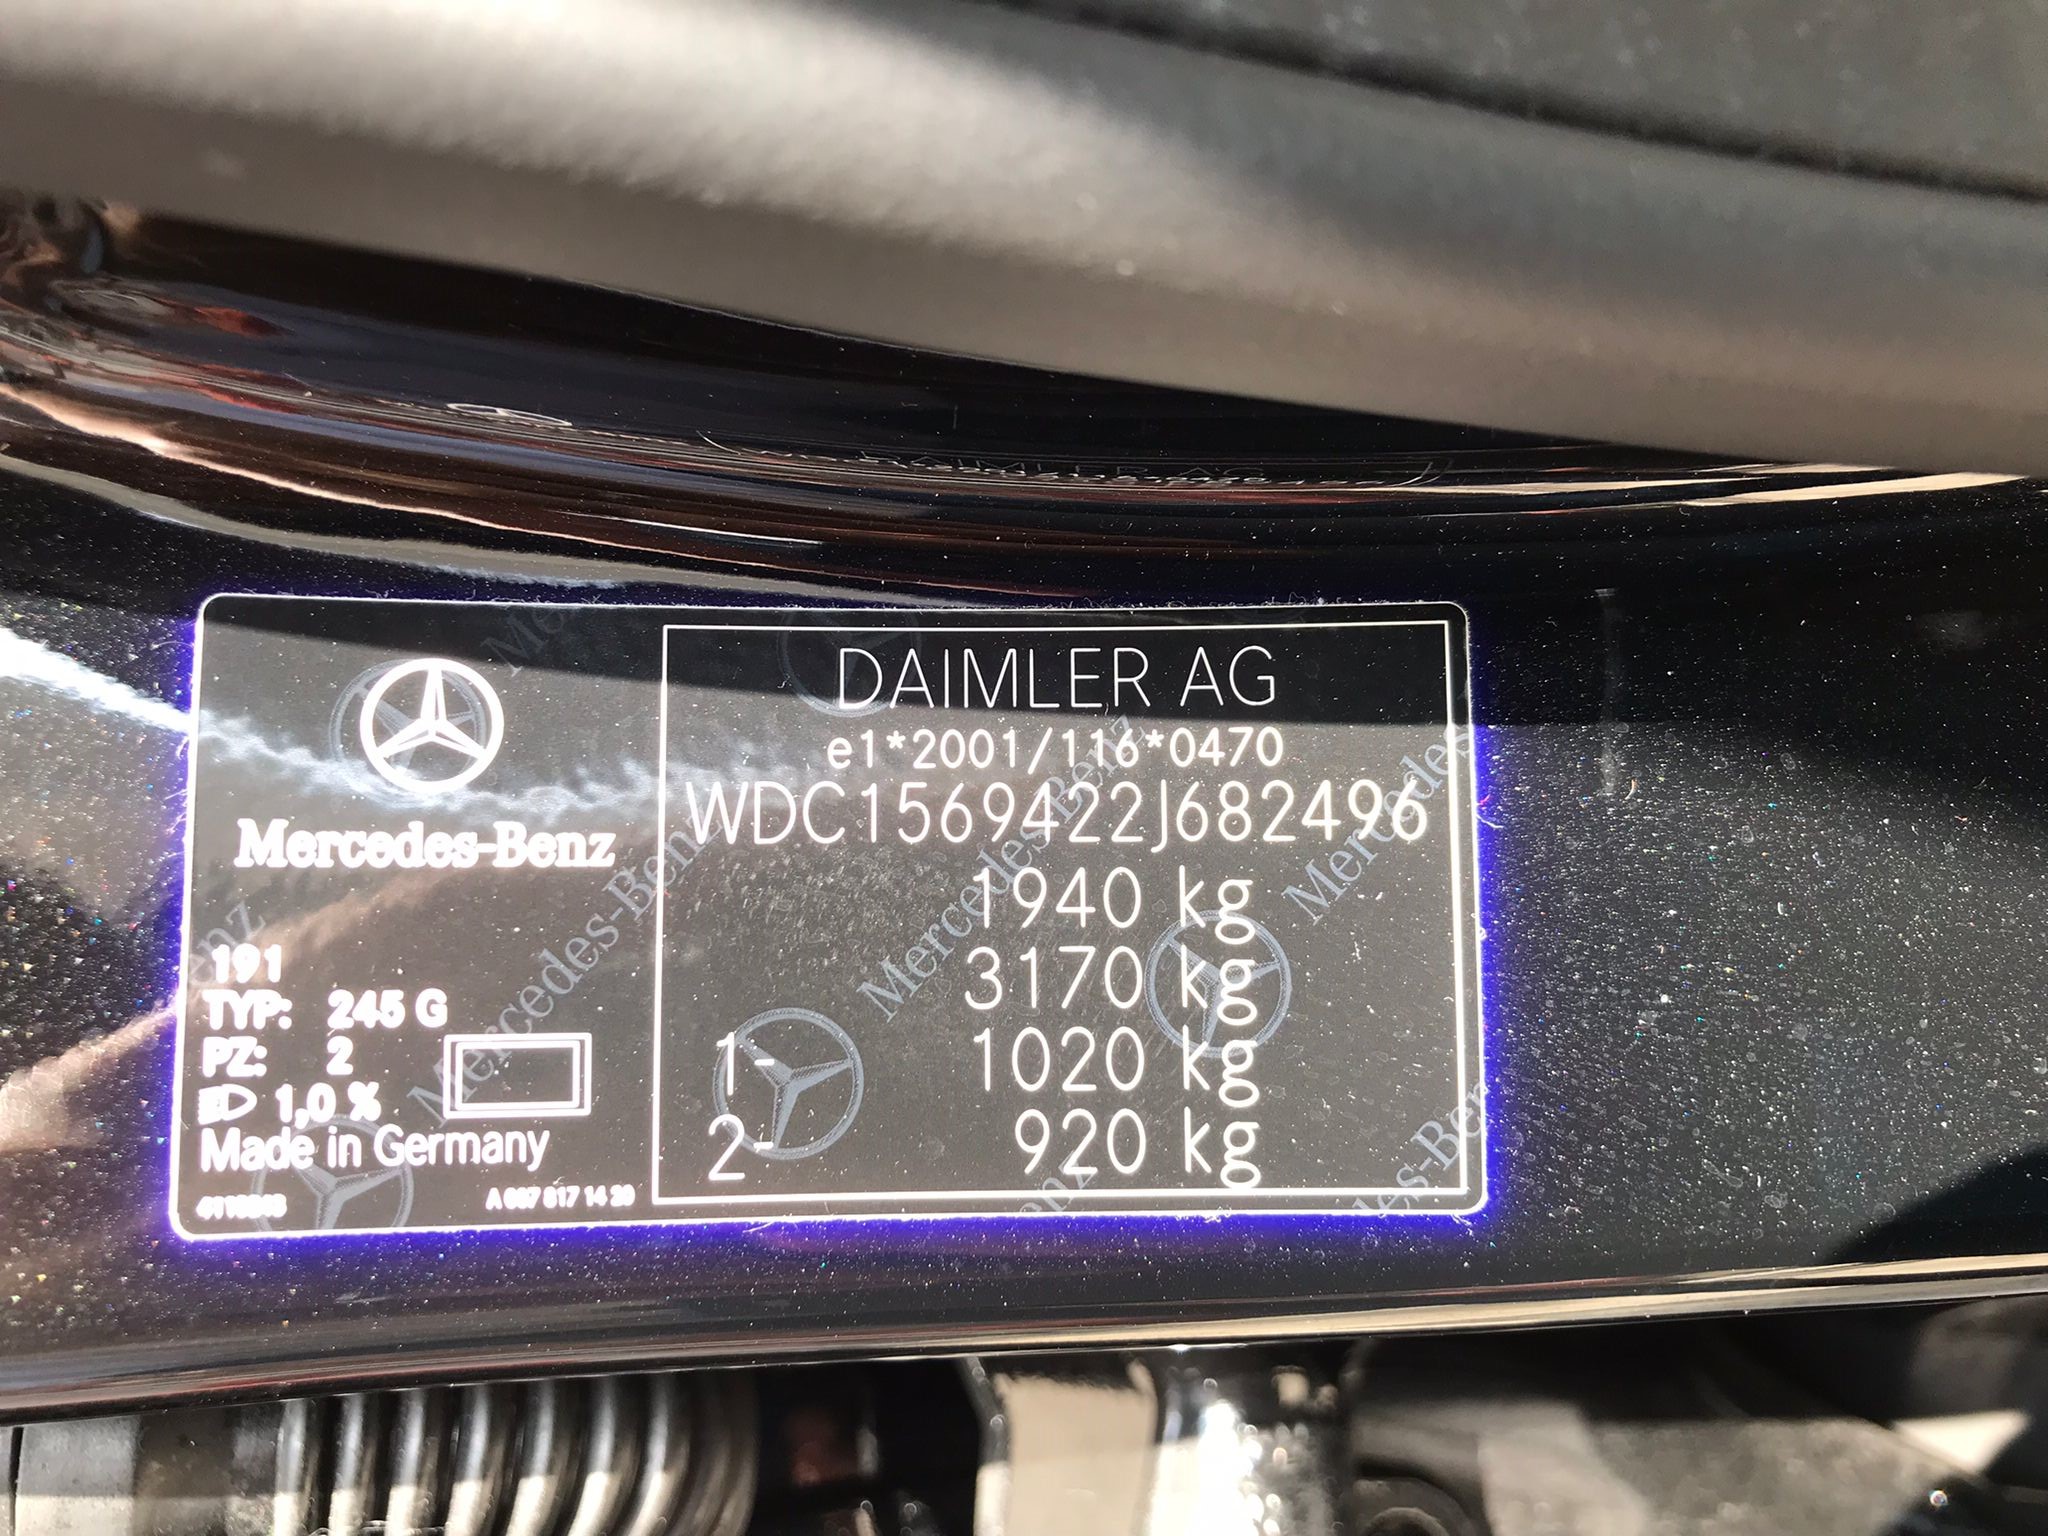 Mercedes-Benz
191
TYP: 245 G
PZ: 2
1,0 %
Made in Germany
DAIMLER AG
e1*2001/116*0470
WDC1569422J682496
1940 kg
3170 kg
1- 1020 kg
2- 920 kg